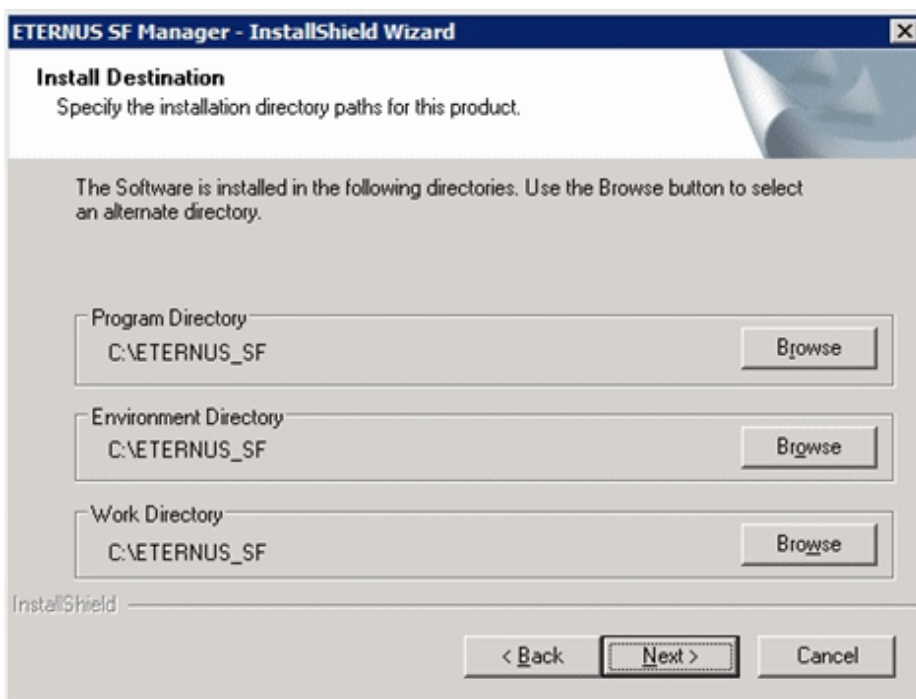 ETERNUS SF Manager - InstallShield Wizard
Install Destination
Specify the installation directory paths for this product.
The Software is installed in the following directories. Use the Browse button to select
an alternate directory.
Program Directory
C:\ETERNUS_SF
Browse
Environment Directory
C:\ETERNUS_SF
Browse
Work Directory
C:\ETERNUS_SF
Browse
InstallShield
< Back
Next >
Cancel